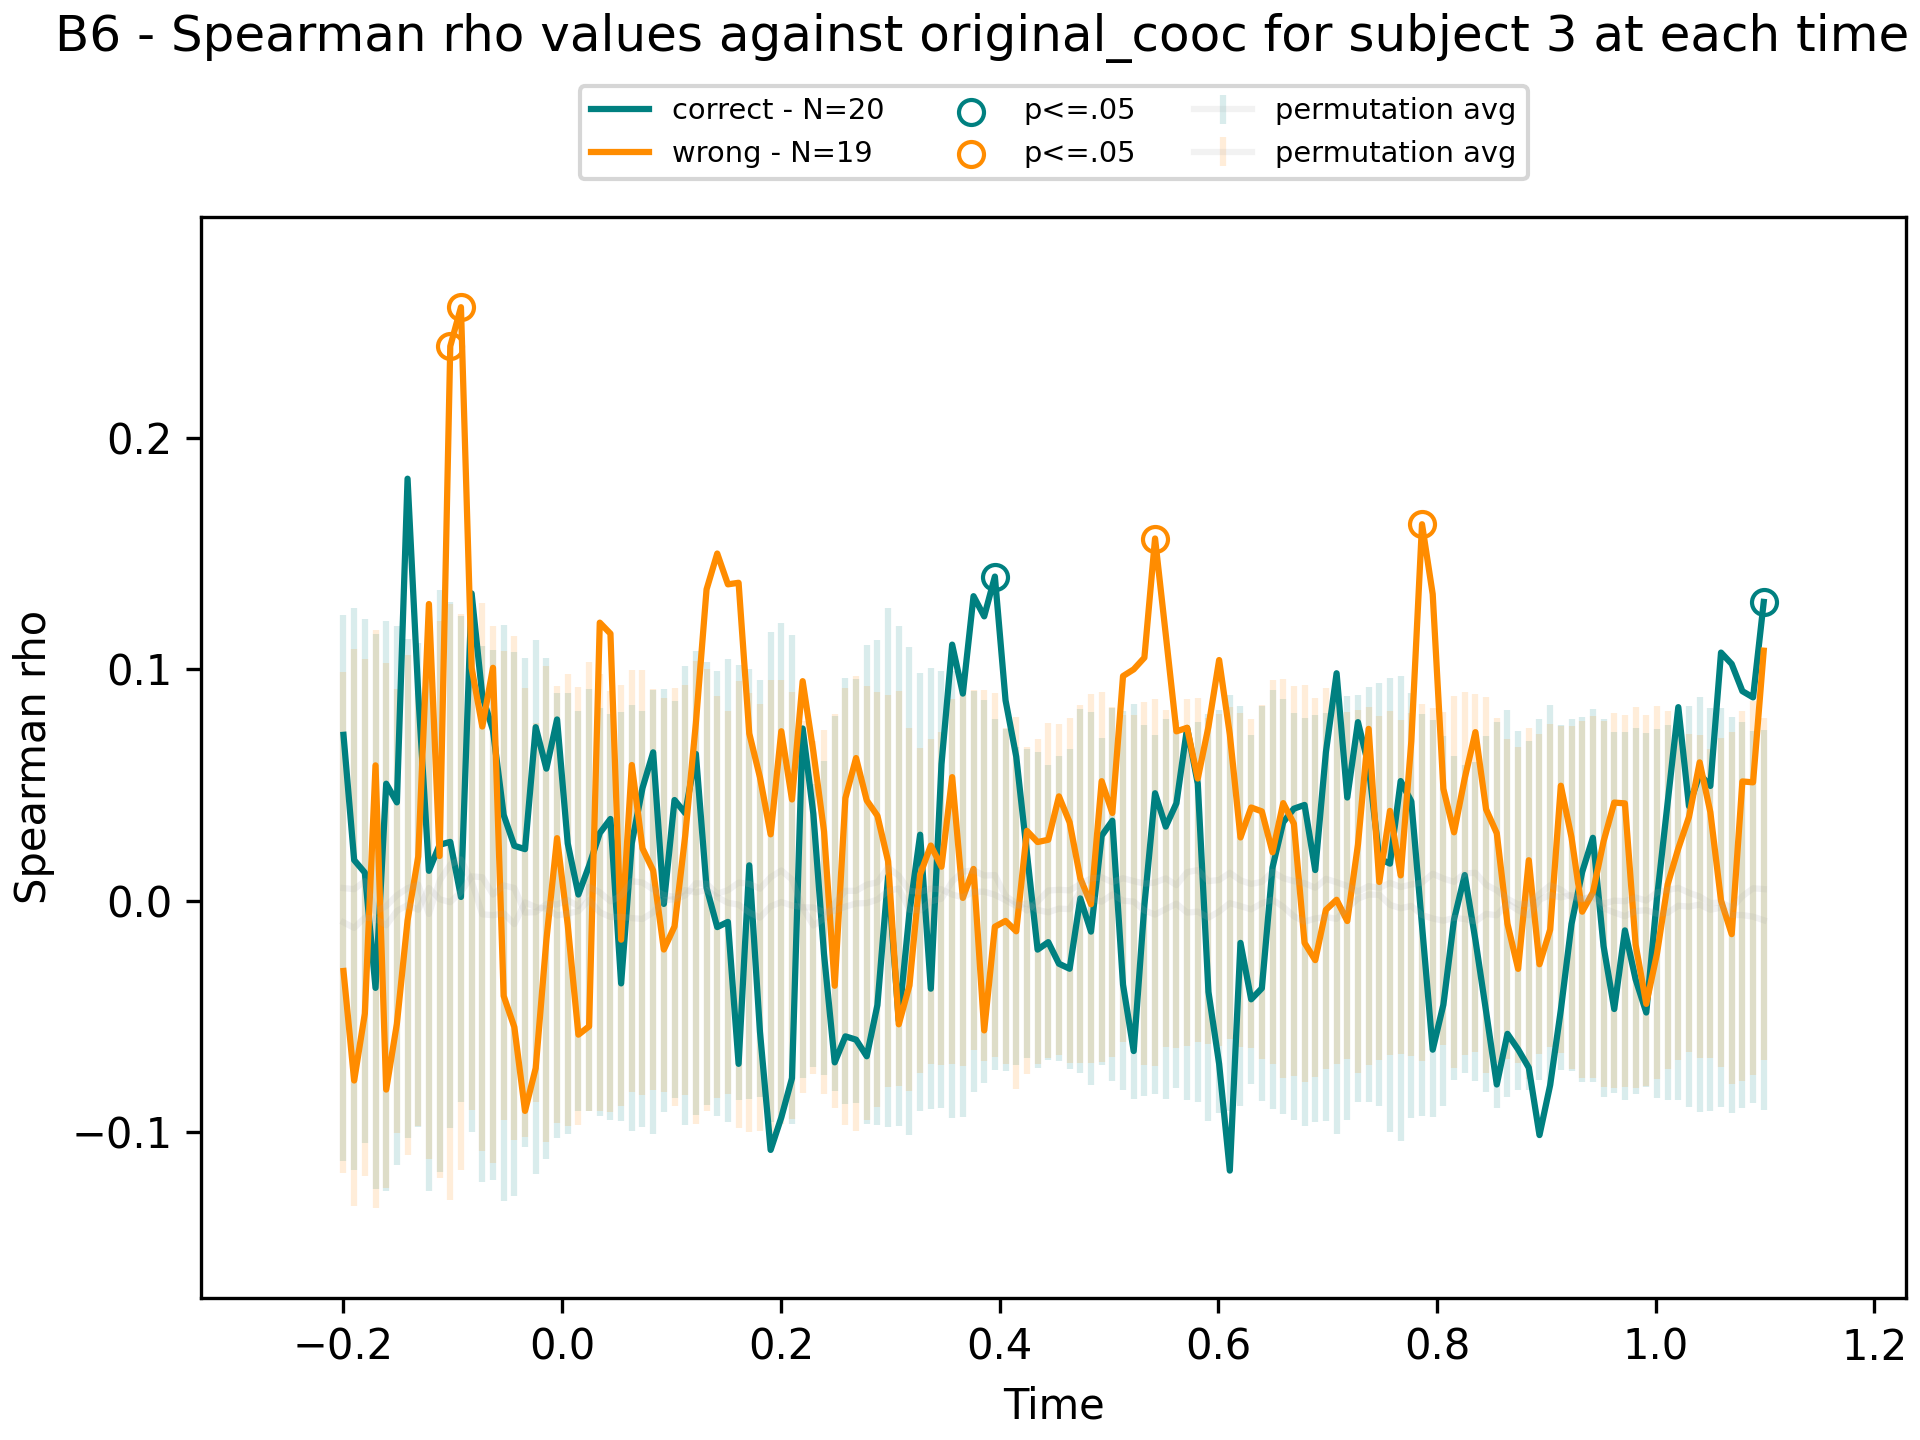 B6 - Spearman rho values against original_cooc for subject 3 at each time
correct - N=20 p<=.05 permutation avg
wrong - N=19 p<=.05 permutation avg
Spearman rho
0.2
0.1
0.0
−0.1
−0.2 0.0 0.2 0.4 0.6 0.8 1.0 1.2
Time